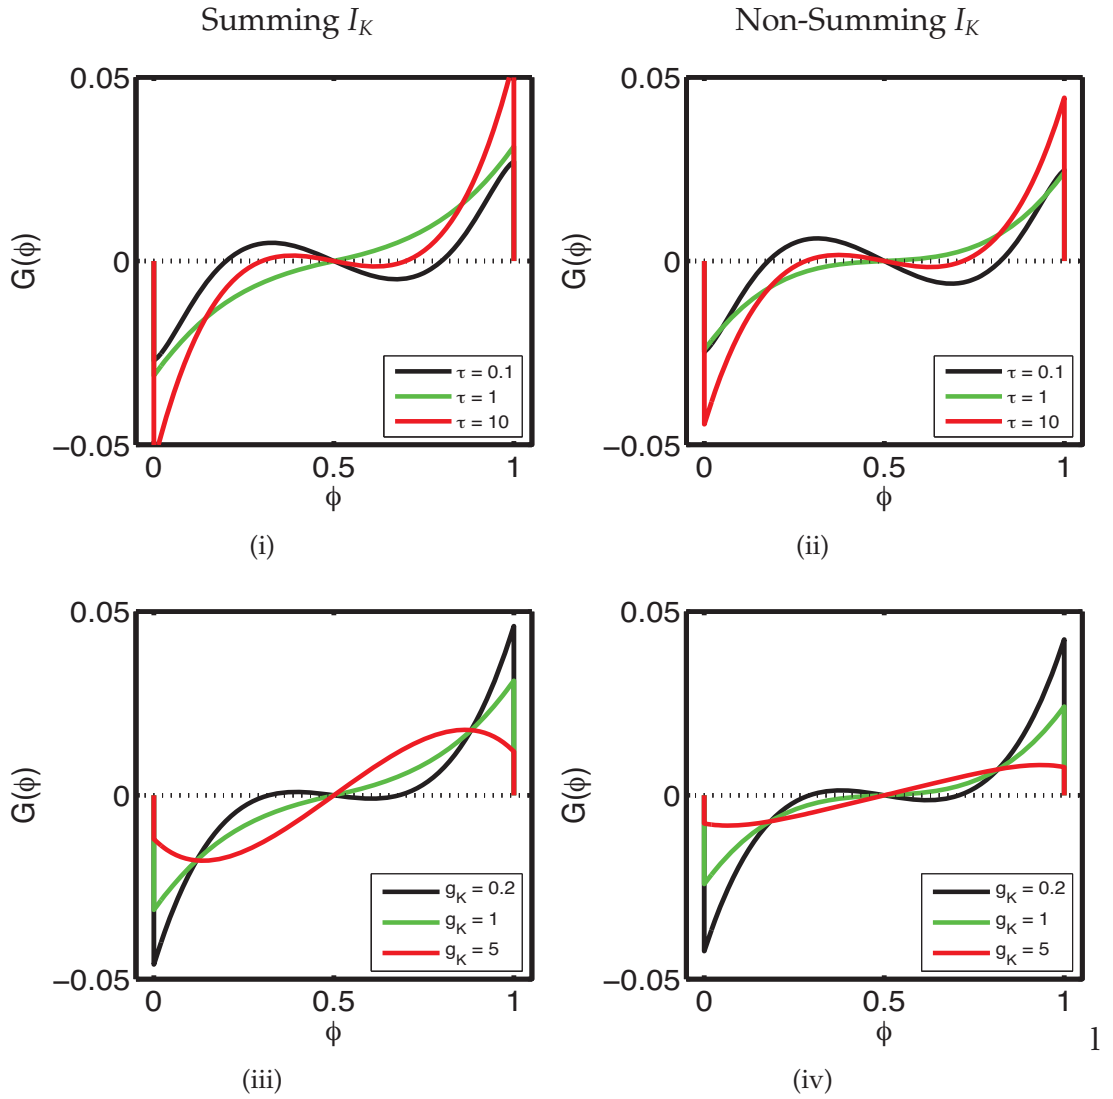 Summing I_K
Non-Summing I_K
0.05
0
−0.05
G(ϕ)
0
0.5
1
ϕ
τ = 0.1
τ = 1
τ = 10
(i)
0.05
0
−0.05
G(ϕ)
0
0.5
1
ϕ
τ = 0.1
τ = 1
τ = 10
(ii)
0.05
0
−0.05
G(ϕ)
0
0.5
1
ϕ
g_K = 0.2
g_K = 1
g_K = 5
(iii)
0.05
0
−0.05
G(ϕ)
0
0.5
1
ϕ
g_K = 0.2
g_K = 1
g_K = 5
l
(iv)